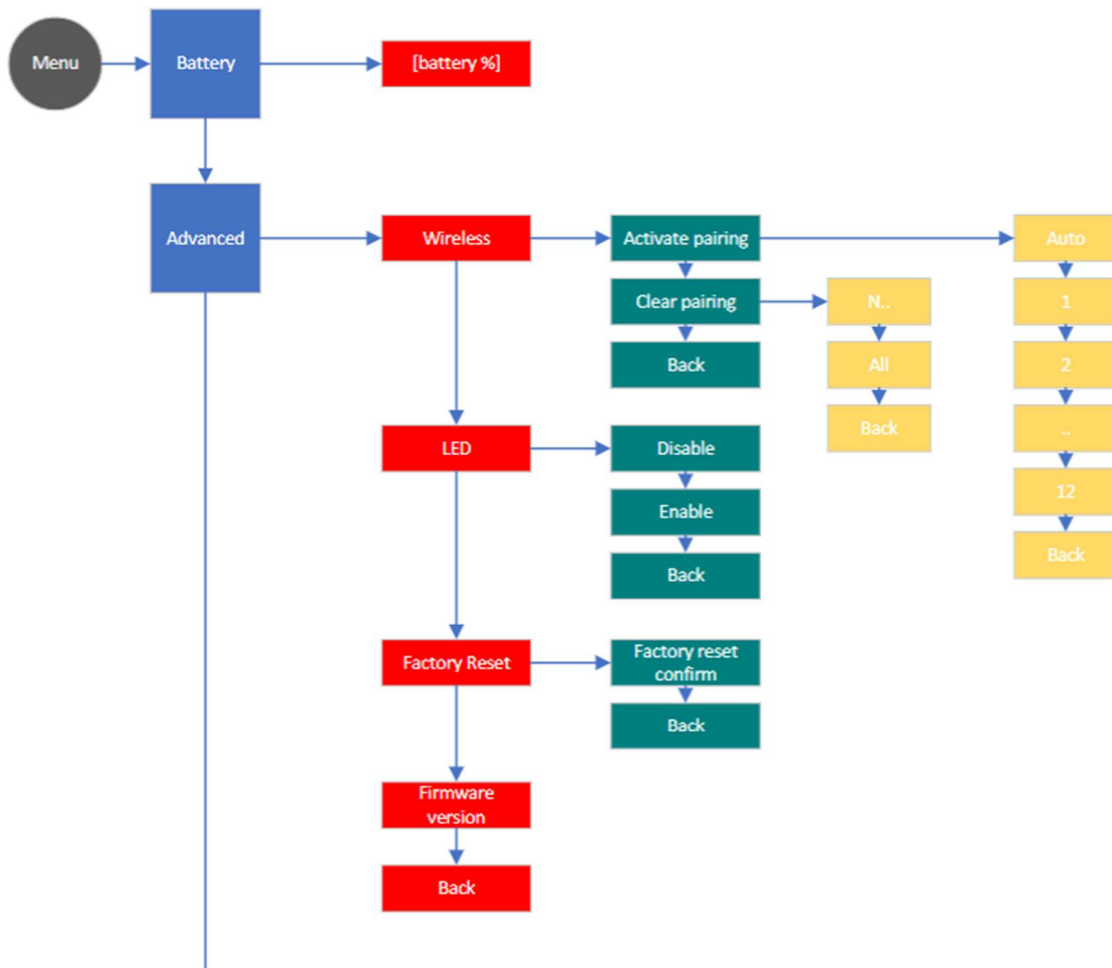 Menu
Battery
[battery %]
Advanced
Wireless
Activate pairing
Auto
Clear pairing
N..
1
Back
All
2
Back
LED
Disable
..
Enable
12
Back
Back
Factory Reset
Factory reset
confirm
Back
Firmware
version
Back